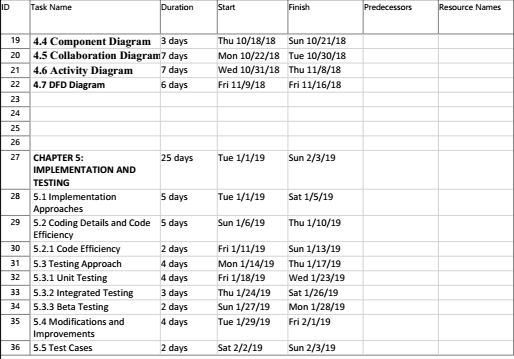 ID Task Name Duration Start Finish Predecessors Resource Names
19 4.4 Component Diagram 3 days Thu 10/18/18 Sun 10/21/18
20 4.5 Collaboration Diagram 7 days Mon 10/22/18 Tue 10/30/18
21 4.6 Activity Diagram 7 days Wed 10/31/18 Thu 11/8/18
22 4.7 DFD Diagram 6 days Fri 11/9/18 Fri 11/16/18
23
24
25
26
27 CHAPTER 5: 25 days Tue 1/1/19 Sun 2/3/19
IMPLEMENTATION AND
TESTING
28 5.1 Implementation 5 days Tue 1/1/19 Sat 1/5/19
Approaches
29 5.2 Coding Details and Code 5 days Sun 1/6/19 Thu 1/10/19
Efficiency
30 5.2.1 Code Efficiency 2 days Fri 1/11/19 Sun 1/13/19
31 5.3 Testing Approach 4 days Mon 1/14/19 Thu 1/17/19
32 5.3.1 Unit Testing 4 days Fri 1/18/19 Wed 1/23/19
33 5.3.2 Integrated Testing 3 days Thu 1/24/19 Sat 1/26/19
34 5.3.3 Beta Testing 2 days Sun 1/27/19 Mon 1/28/19
35 5.4 Modifications and 4 days Tue 1/29/19 Fri 2/1/19
Improvements
36 5.5 Test Cases 2 days Sat 2/2/19 Sun 2/3/19